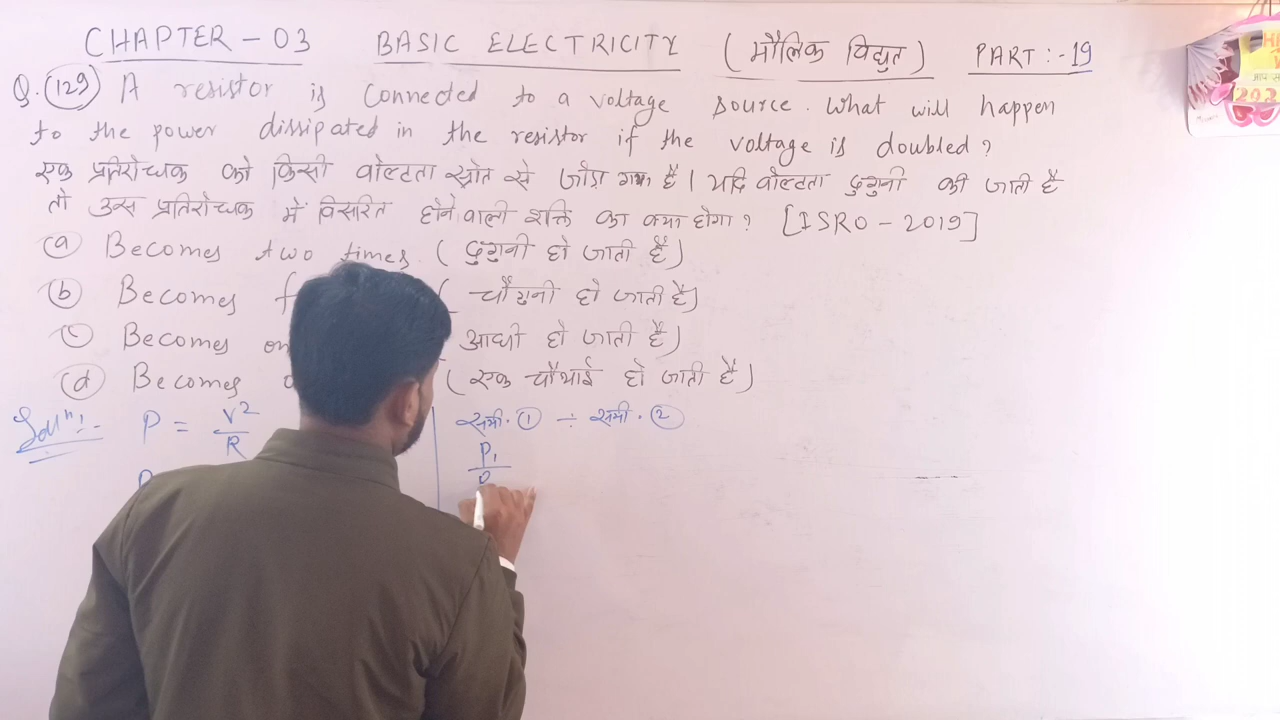 CHAPTER - 03 BASIC ELECTRICITY (मौलिक विद्युत) PART :- 19
Q. (129) A resistor is connected to a voltage source. What will happen
to the power dissipated in the resistor if the voltage is doubled?
एक प्रतिरोधक को किसी वोल्टता स्रोत से जोड़ा गया है। यदि वोल्टता दुगुनी की जाती है
तो उस प्रतिरोधक में विसरित होने वाली शक्ति का क्या होगा? [ISRO - 2019]
(a) Becomes two times. (दुगुनी हो जाती है)
(b) Becomes ( चौगुनी हो जाती है)
(c) Becomes आधी हो जाती है)
(d) Becomes (एक चौथाई हो जाती है)
Solⁿ:- P = V²/R
समी. ① ÷ समी. ②
P₁
202